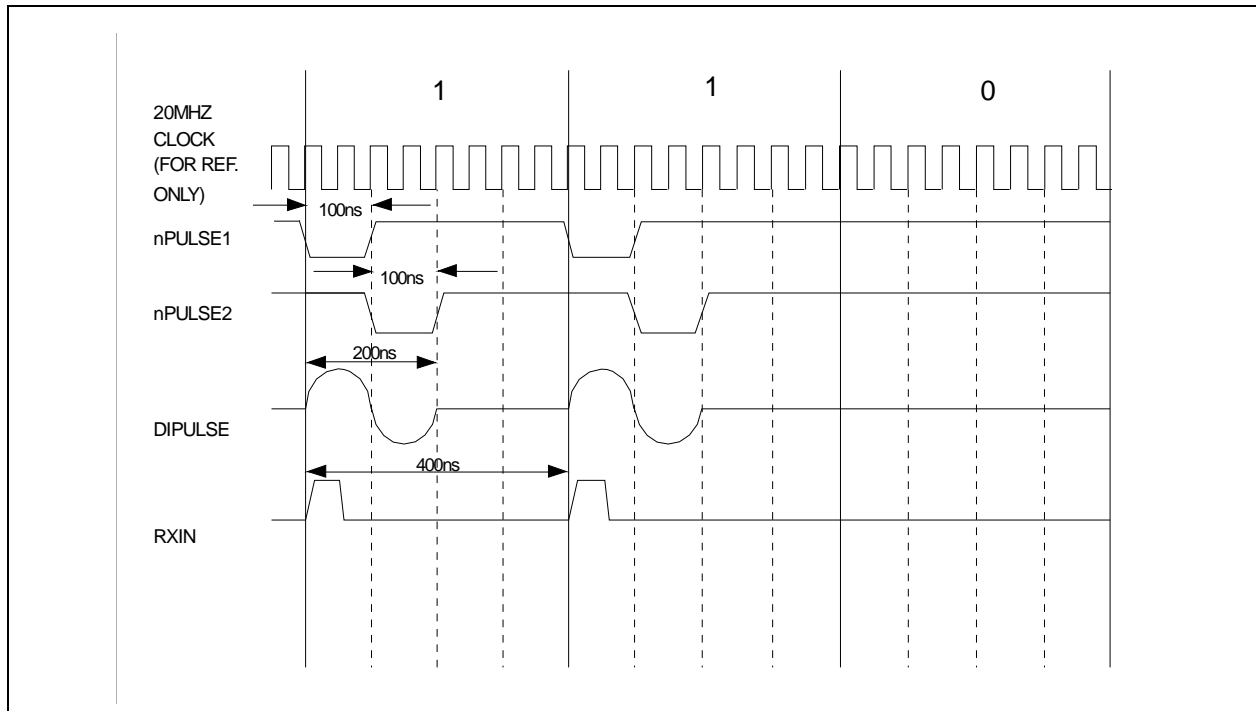 1 1 0
20MHZ
CLOCK
(FOR REF.
ONLY)
100ns
nPULSE1
100ns
nPULSE2
200ns
DIPULSE
400ns
RXIN